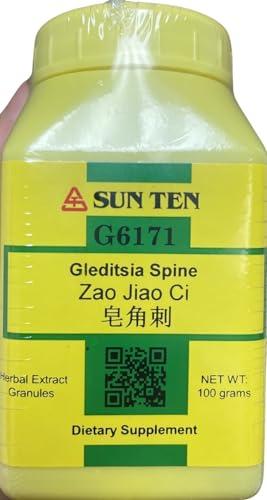 SUN TEN
G6171
Gleditsia Spine
Zao Jiao Ci
皂角刺
Herbal Extract
Granules
NET WT:
100 grams
Dietary Supplement